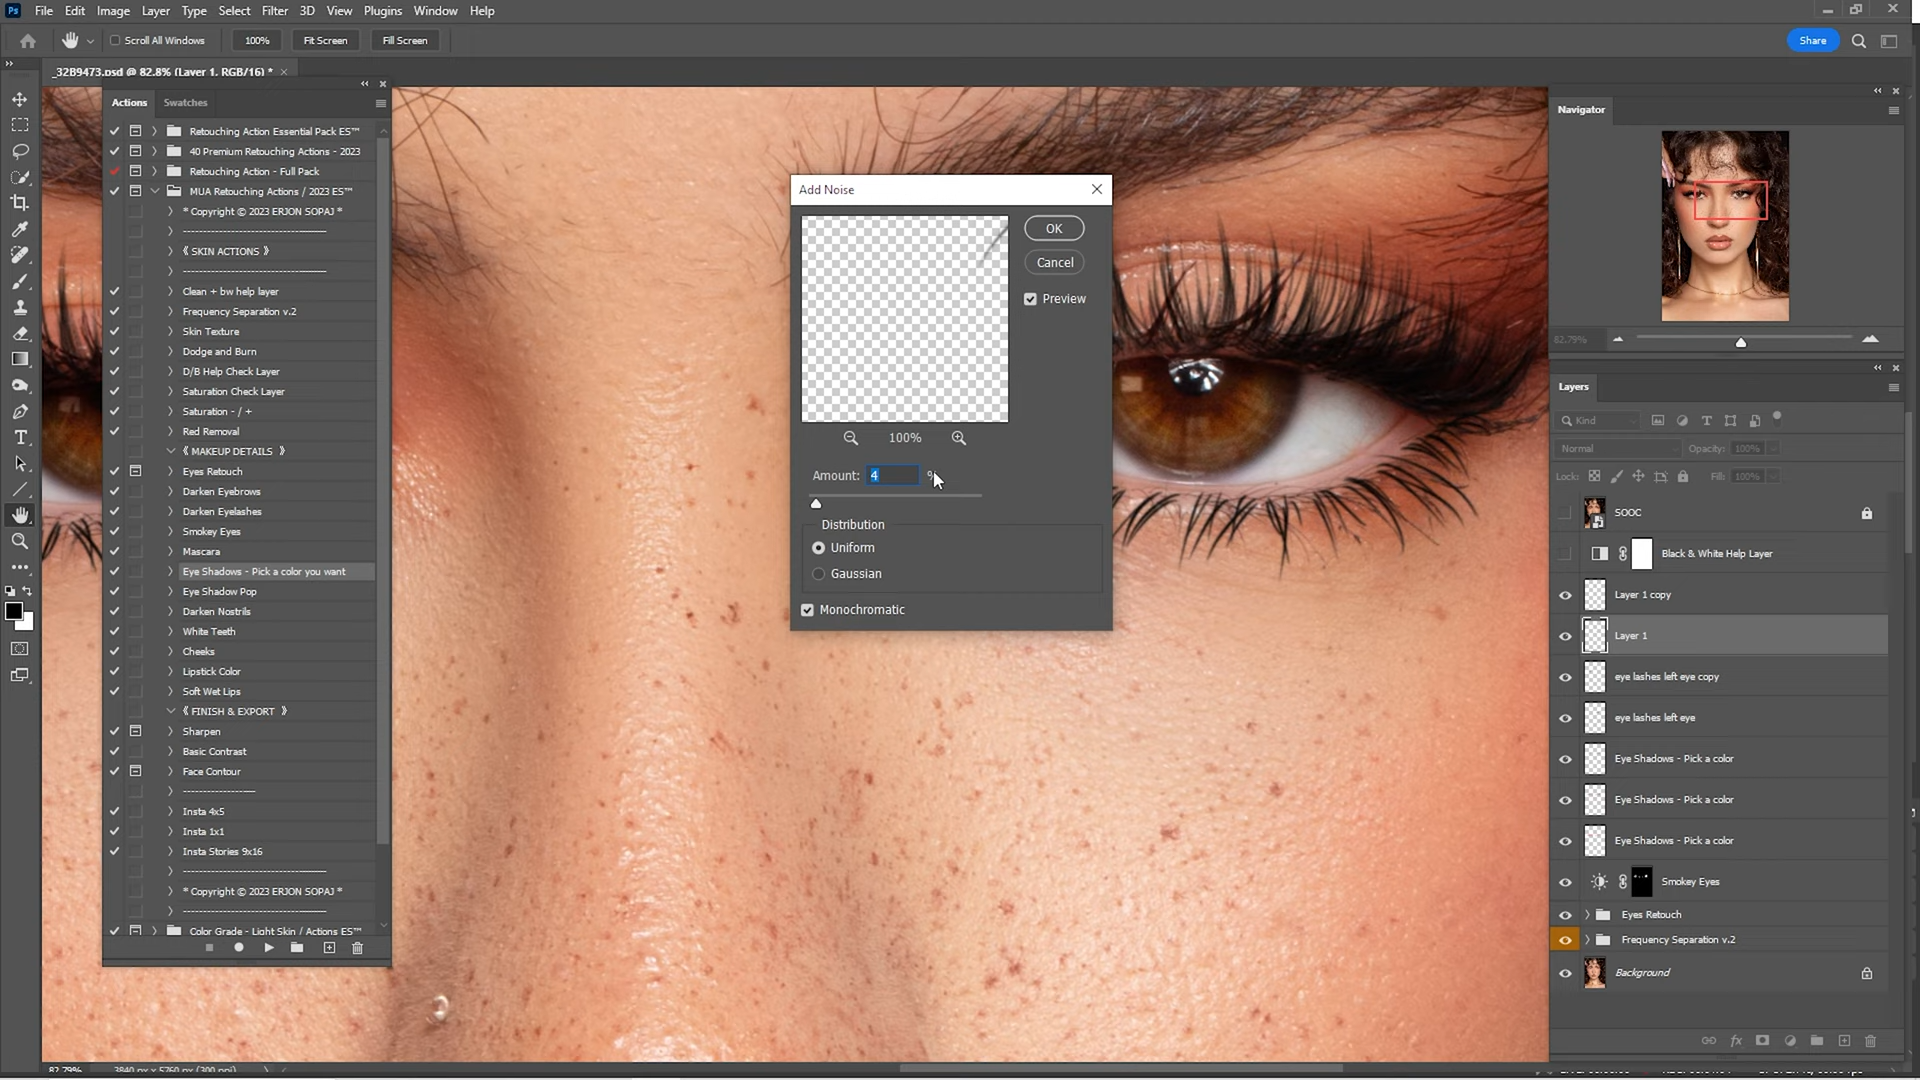 Ps File Edit Image Layer Type Select Filter 3D View Plugins Window Help
Scroll All Windows 100% Fit Screen Fill Screen Share
_32B9473.psd @ 82.8% (Layer 1, RGB/16) *
Actions Swatches
Retouching Action Essential Pack ES™
40 Premium Retouching Actions - 2023
Retouching Action - Full Pack
MUA Retouching Actions / 2023 ES™
* Copyright © 2023 ERJON SOPAJ *
----------------------------------
《 SKIN ACTIONS 》
----------------------------------
Clean + bw help layer
Frequency Separation v.2
Skin Texture
Dodge and Burn
D/B Help Check Layer
Saturation Check Layer
Saturation - / +
Red Removal
《 MAKEUP DETAILS 》
Eyes Retouch
Darken Eyebrows
Darken Eyelashes
Smokey Eyes
Mascara
Eye Shadows - Pick a color you want
Eye Shadow Pop
Darken Nostrils
White Teeth
Cheeks
Lipstick Color
Soft Wet Lips
《 FINISH & EXPORT 》
Sharpen
Basic Contrast
Face Contour
-----------------
Insta 4x5
Insta 1x1
Insta Stories 9x16
----------------------------------
* Copyright © 2023 ERJON SOPAJ *
----------------------------------
Color Grade - Light Skin / Actions ES™
Add Noise
OK
Cancel
Preview
100%
Amount: 4 %
Distribution
Uniform
Gaussian
Monochromatic
Navigator
82.79%
Layers
Kind
Normal Opacity: 100%
Lock: Fill: 100%
SOOC
Black & White Help Layer
Layer 1 copy
Layer 1
eye lashes left eye copy
eye lashes left eye
Eye Shadows - Pick a color
Eye Shadows - Pick a color
Eye Shadows - Pick a color
Smokey Eyes
Eyes Retouch
Frequency Separation v.2
Background
fx
82.79% 3840 px x 5760 px (300 ppi)